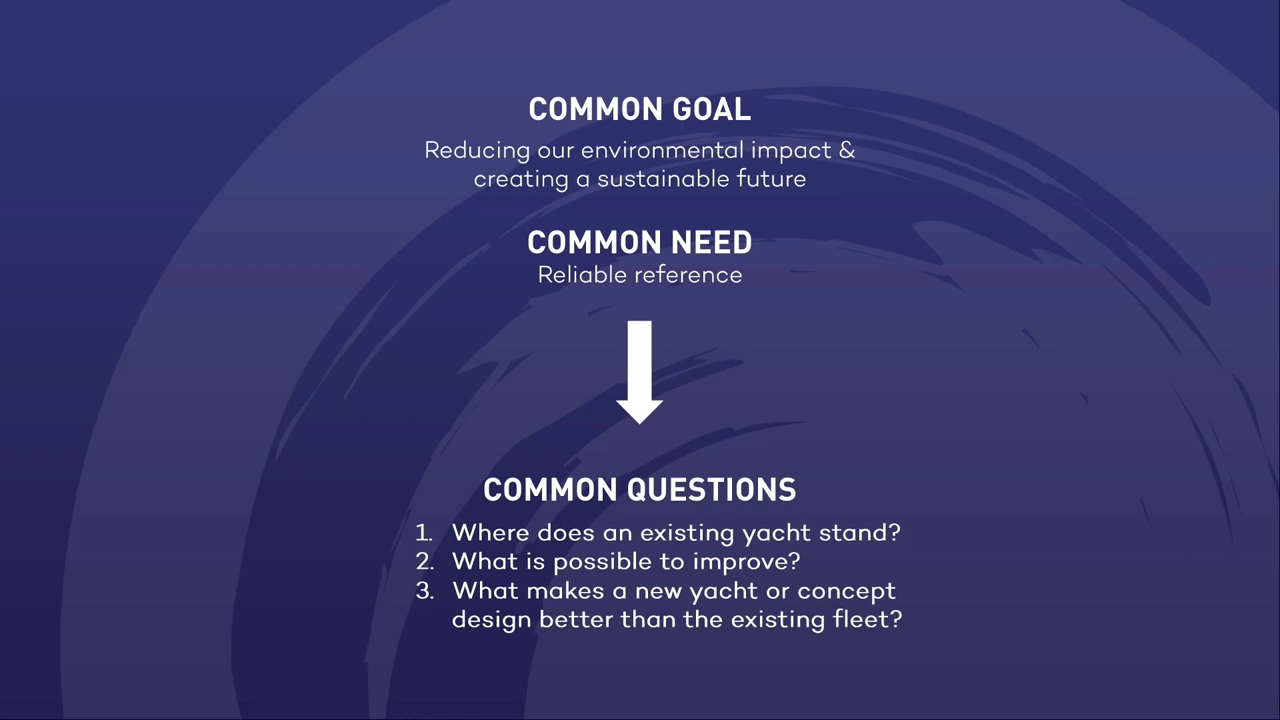 COMMON GOAL
Reducing our environmental impact &
creating a sustainable future
COMMON NEED
Reliable reference
COMMON QUESTIONS
1. Where does an existing yacht stand?
2. What is possible to improve?
3. What makes a new yacht or concept
design better than the existing fleet?